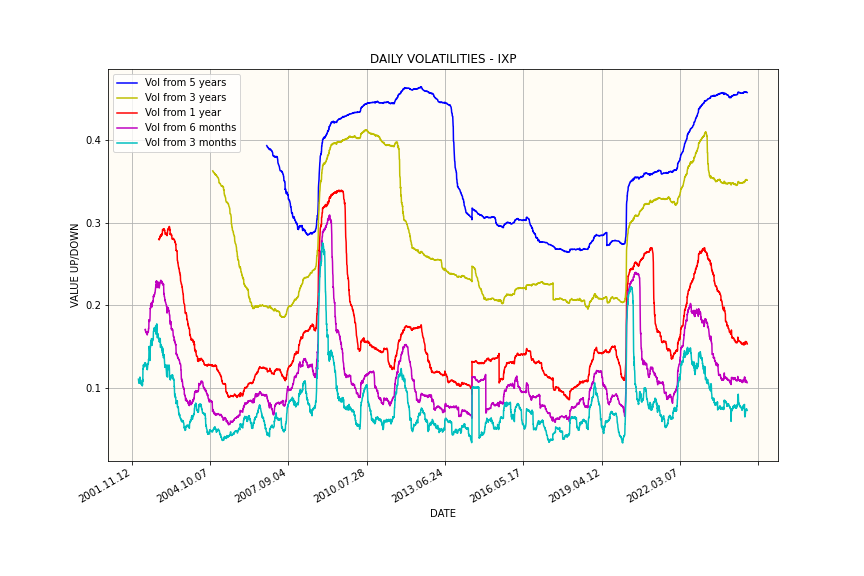 DAILY VOLATILITIES - IXP
Vol from 5 years
Vol from 3 years
Vol from 1 year
Vol from 6 months
Vol from 3 months
VALUE UP/DOWN
0.4
0.3
0.2
0.1
2001.11.12
2004.10.07
2007.09.04
2010.07.28
2013.06.24
2016.05.17
2019.04.12
2022.03.07
DATE